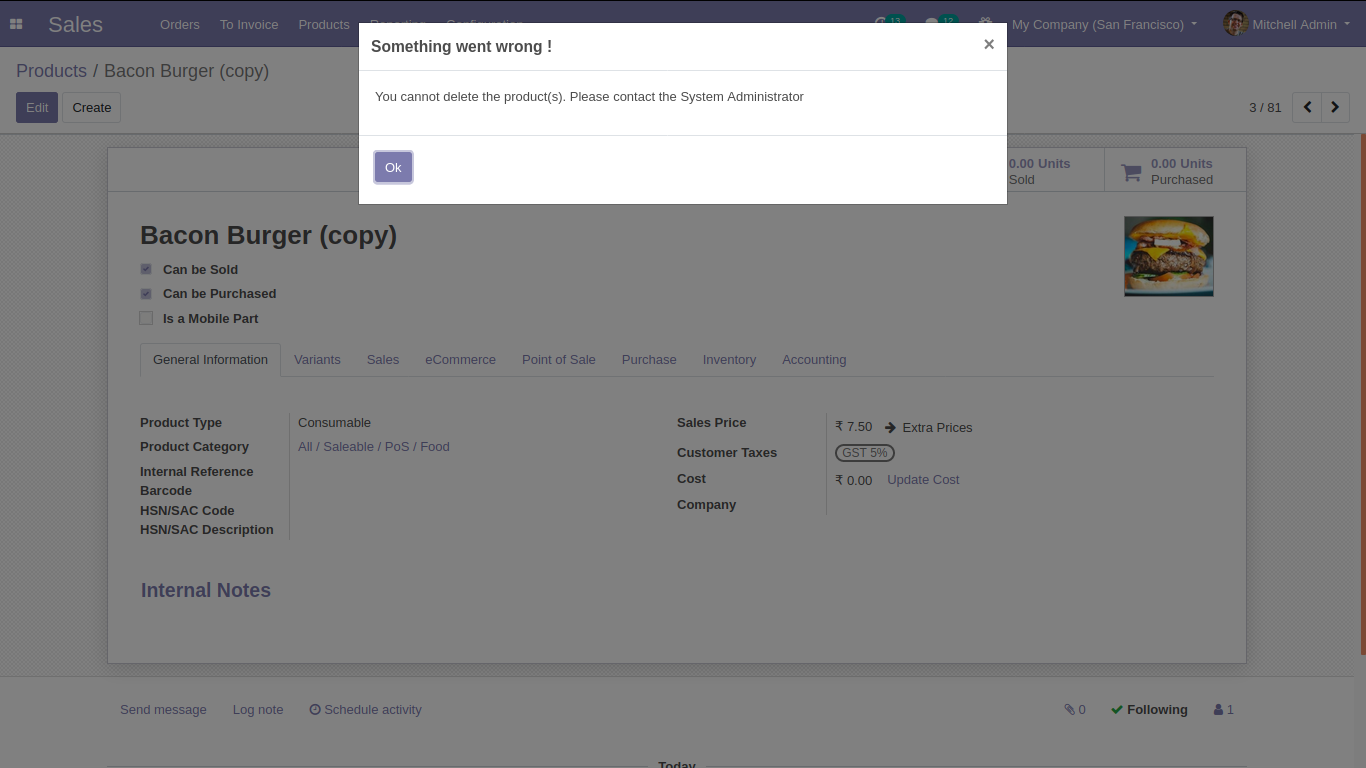 Sales Orders To Invoice Products Reporting Configuration 13 12 My Company (San Francisco) Mitchell Admin
Something went wrong ! ×
Products / Bacon Burger (copy)
You cannot delete the product(s). Please contact the System Administrator
Edit Create 3 / 81
Ok
0.00 Units
Sold
0.00 Units
Purchased
Bacon Burger (copy)
Can be Sold
Can be Purchased
Is a Mobile Part
General Information Variants Sales eCommerce Point of Sale Purchase Inventory Accounting
Product Type Consumable
Product Category All / Saleable / PoS / Food
Internal Reference
Barcode
HSN/SAC Code
HSN/SAC Description
Sales Price ₹ 7.50 Extra Prices
Customer Taxes GST 5%
Cost ₹ 0.00 Update Cost
Company
Internal Notes
Send message Log note Schedule activity 0 Following 1
Today